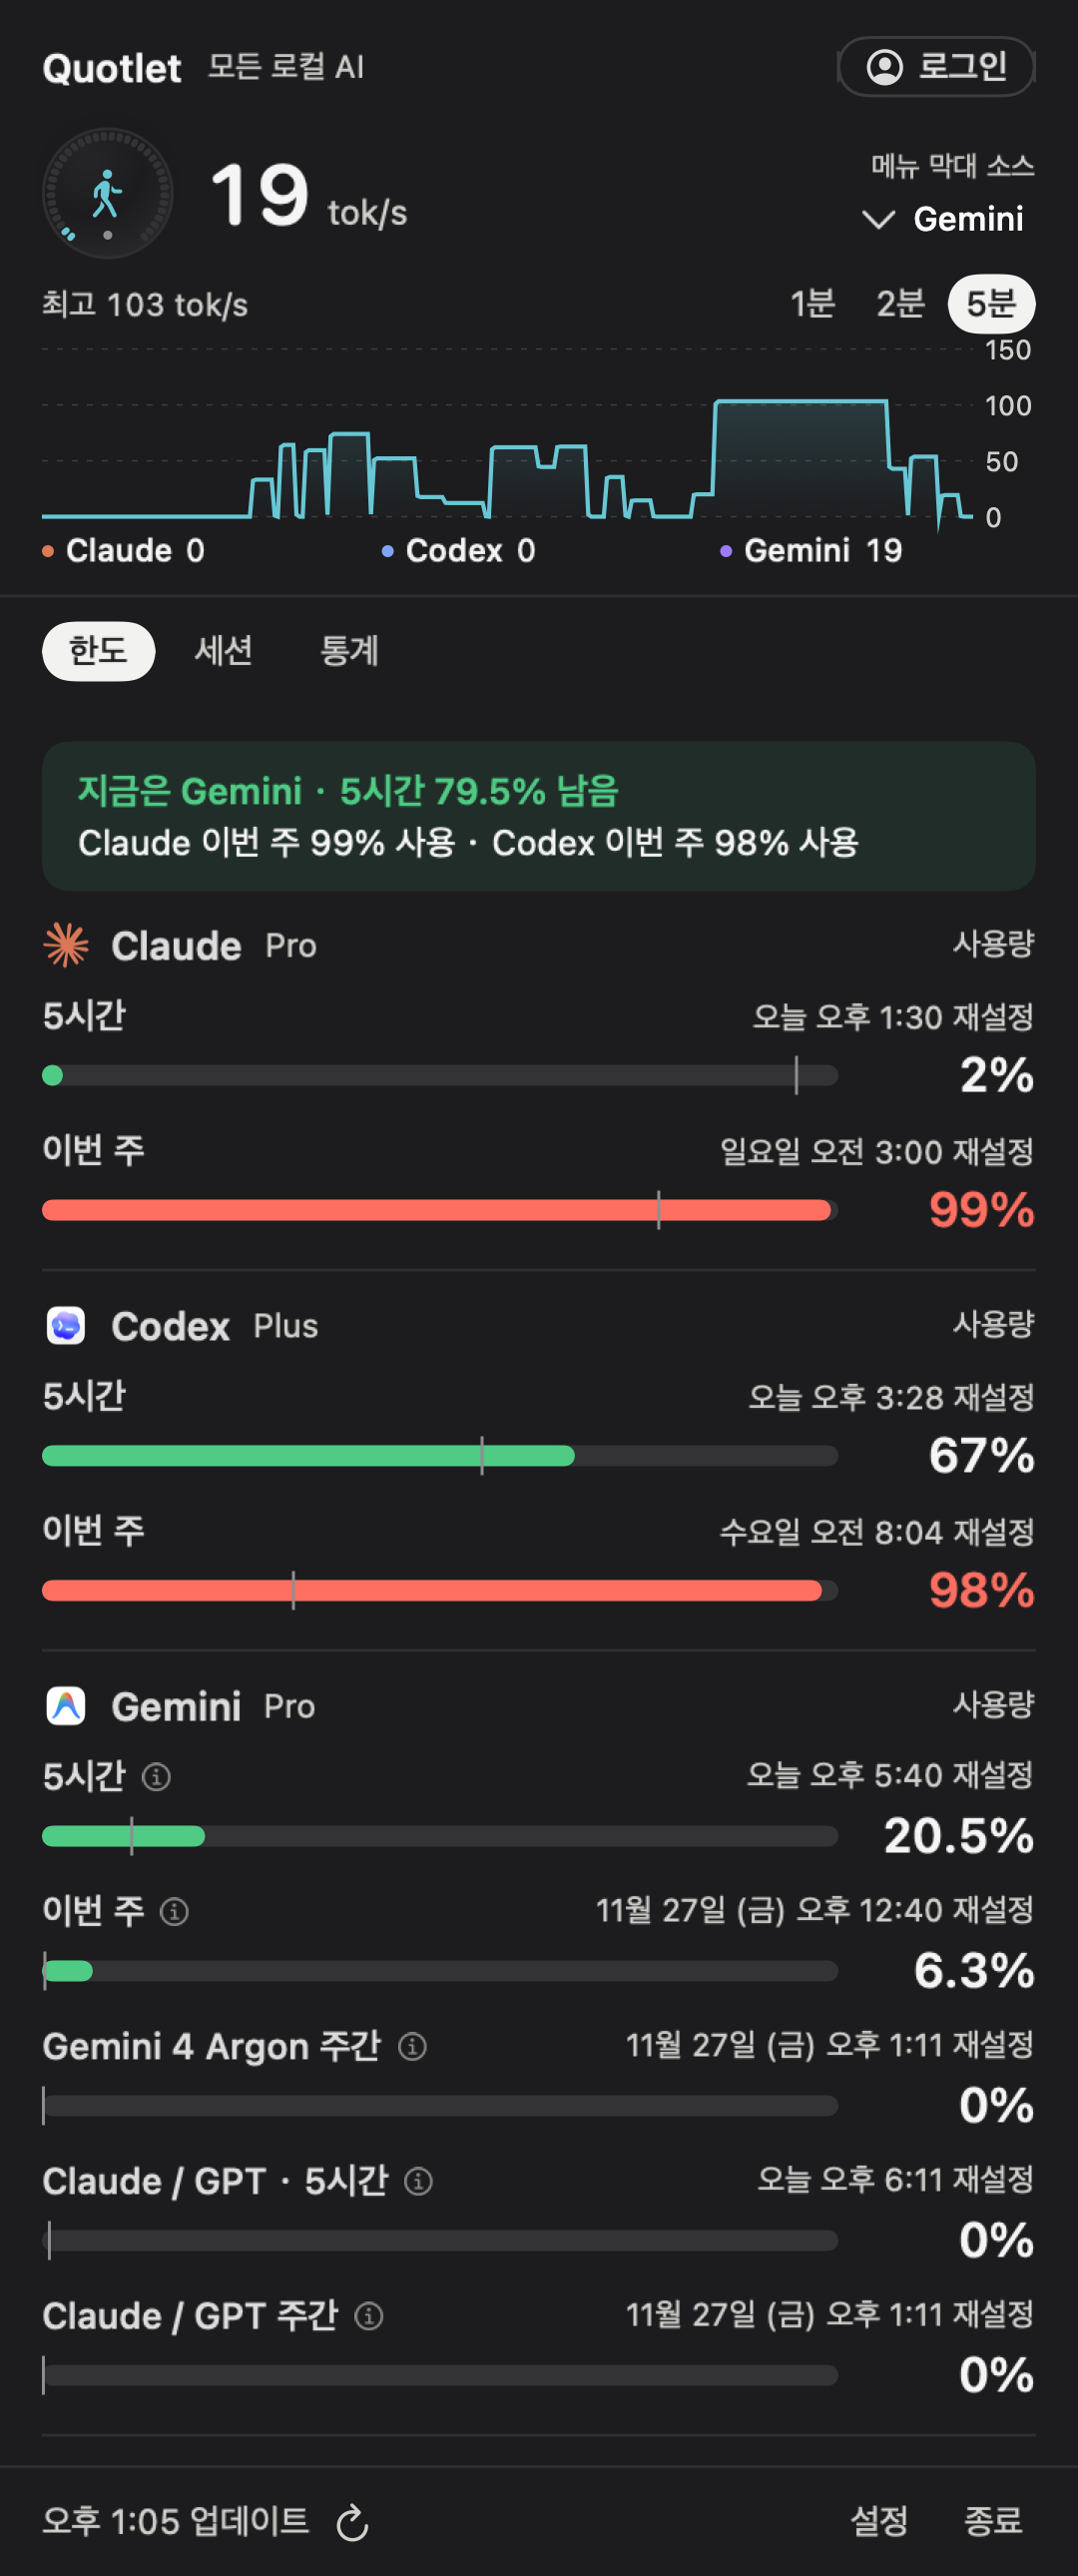 Quotlet 모든 로컬 AI
로그인
19 tok/s
메뉴 막대 소스
Gemini
최고 103 tok/s
1분 2분 5분
150
100
50
0
Claude 0 Codex 0 Gemini 19
한도 세션 통계
지금은 Gemini · 5시간 79.5% 남음
Claude 이번 주 99% 사용 · Codex 이번 주 98% 사용
Claude Pro 사용량
5시간 오늘 오후 1:30 재설정
2%
이번 주 일요일 오전 3:00 재설정
99%
Codex Plus 사용량
5시간 오늘 오후 3:28 재설정
67%
이번 주 수요일 오전 8:04 재설정
98%
Gemini Pro 사용량
5시간 오늘 오후 5:40 재설정
20.5%
이번 주 11월 27일 (금) 오후 12:40 재설정
6.3%
Gemini 4 Argon 주간 11월 27일 (금) 오후 1:11 재설정
0%
Claude / GPT · 5시간 오늘 오후 6:11 재설정
0%
Claude / GPT 주간 11월 27일 (금) 오후 1:11 재설정
0%
오후 1:05 업데이트 설정 종료